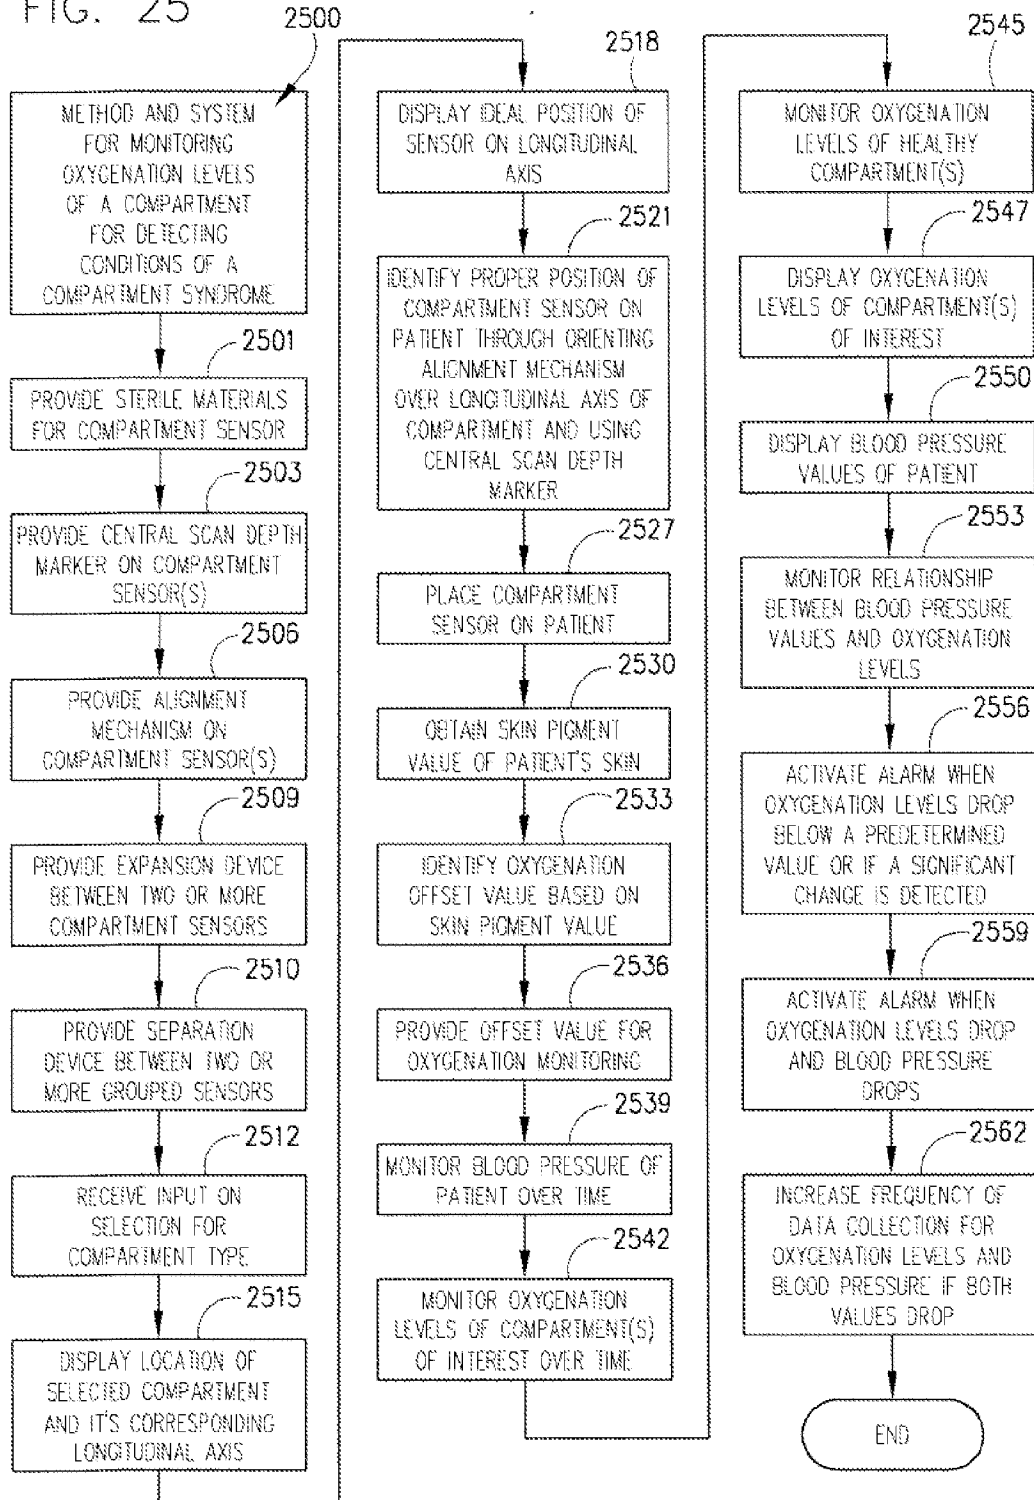 FIG. 25
2500
METHOD AND SYSTEM
FOR MONITORING
OXYGENATION LEVELS
OF A COMPARTMENT
FOR DETECTING
CONDITIONS OF A
COMPARTMENT SYNDROME
2501
PROVIDE STERILE MATERIALS
FOR COMPARTMENT SENSOR
2503
PROVIDE CENTRAL SCAN DEPTH
MARKER ON COMPARTMENT
SENSOR(S)
2506
PROVIDE ALIGNMENT
MECHANISM ON
COMPARTMENT SENSOR(S)
2509
PROVIDE EXPANSION DEVICE
BETWEEN TWO OR MORE
COMPARTMENT SENSORS
2510
PROVIDE SEPARATION
DEVICE BETWEEN TWO OR
MORE GROUPED SENSORS
2512
RECEIVE INPUT ON
SELECTION FOR
COMPARTMENT TYPE
2515
DISPLAY LOCATION OF
SELECTED COMPARTMENT
AND IT'S CORRESPONDING
LONGITUDINAL AXIS
2518
DISPLAY IDEAL POSITION OF
SENSOR ON LONGITUDINAL
AXIS
2521
IDENTIFY PROPER POSITION OF
COMPARTMENT SENSOR ON
PATIENT THROUGH ORIENTING
ALIGNMENT MECHANISM
OVER LONGITUDINAL AXIS OF
COMPARTMENT AND USING
CENTRAL SCAN DEPTH
MARKER
2527
PLACE COMPARTMENT
SENSOR ON PATIENT
2530
OBTAIN SKIN PIGMENT
VALUE OF PATIENT'S SKIN
2533
IDENTIFY OXYGENATION
OFFSET VALUE BASED ON
SKIN PIGMENT VALUE
2536
PROVIDE OFFSET VALUE FOR
OXYGENATION MONITORING
2539
MONITOR BLOOD PRESSURE OF
PATIENT OVER TIME
2542
MONITOR OXYGENATION
LEVELS OF COMPARTMENT(S)
OF INTEREST OVER TIME
2545
MONITOR OXYGENATION
LEVELS OF HEALTHY
COMPARTMENT(S)
2547
DISPLAY OXYGENATION
LEVELS OF COMPARTMENT(S)
OF INTEREST
2550
DISPLAY BLOOD PRESSURE
VALUES OF PATIENT
2553
MONITOR RELATIONSHIP
BETWEEN BLOOD PRESSURE
VALUES AND OXYGENATION
LEVELS
2556
ACTIVATE ALARM WHEN
OXYGENATION LEVELS DROP
BELOW A PREDETERMINED
VALUE OR IF A SIGNIFICANT
CHANGE IS DETECTED
2559
ACTIVATE ALARM WHEN
OXYGENATION LEVELS DROP
AND BLOOD PRESSURE
DROPS
2562
INCREASE FREQUENCY OF
DATA COLLECTION FOR
OXYGENATION LEVELS AND
BLOOD PRESSURE IF BOTH
VALUES DROP
END